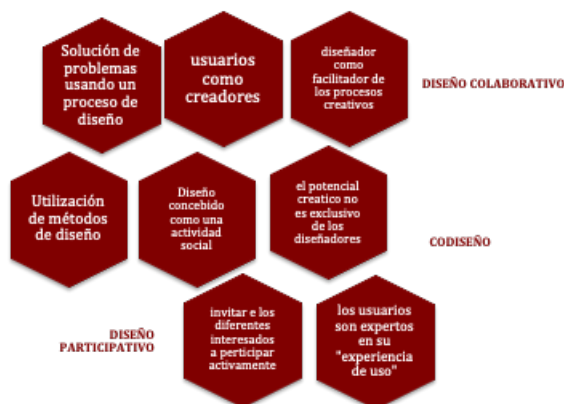 Solución de
problemas
usando un
proceso de
diseño
usuarios
como
creadores
diseñador
como
facilitador de
los procesos
creativos
DISEÑO COLABORATIVO
Utilización
de métodos
de diseño
Diseño
concebido
como una
actividad
social
el potencial
creatico no
es exclusivo
de los
diseñadores
CODISEÑO
DISEÑO
PARTICIPATIVO
invitar e los
diferentes
interesados
a perticipar
activamente
los usuarios
son expertos
en su
"experiencia
de uso"